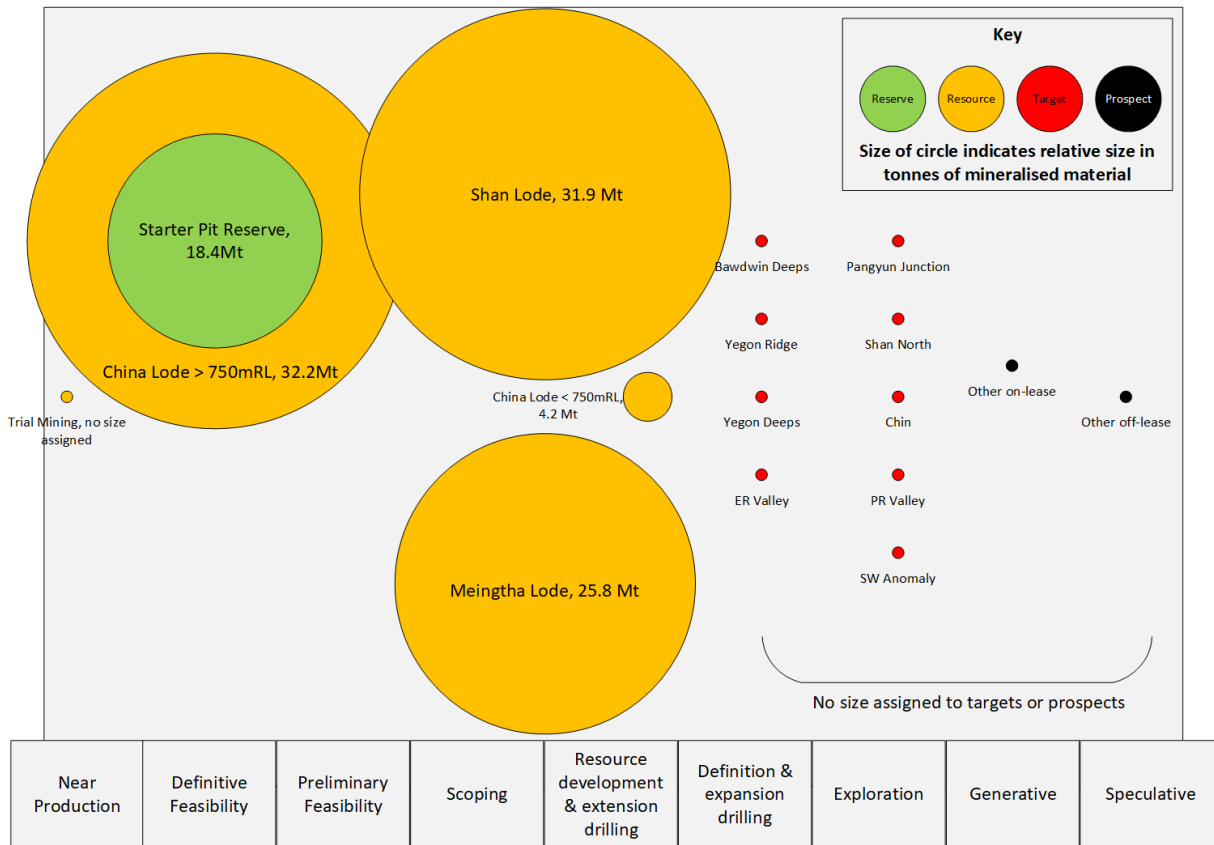 Key
Reserve
Resource
Target
Prospect
Size of circle indicates relative size in
tonnes of mineralised material
Shan Lode, 31.9 Mt
Starter Pit Reserve,
18.4Mt
China Lode > 750mRL, 32.2Mt
Trial Mining, no size
assigned
China Lode < 750mRL,
4.2 Mt
Meingtha Lode, 25.8 Mt
Bawdwin Deeps
Pangyun Junction
Yegon Ridge
Shan North
Other on-lease
Yegon Deeps
Chin
Other off-lease
ER Valley
PR Valley
SW Anomaly
No size assigned to targets or prospects
Near
Production
Definitive
Feasibility
Preliminary
Feasibility
Scoping
Resource
development
& extension
drilling
Definition &
expansion
drilling
Exploration
Generative
Speculative